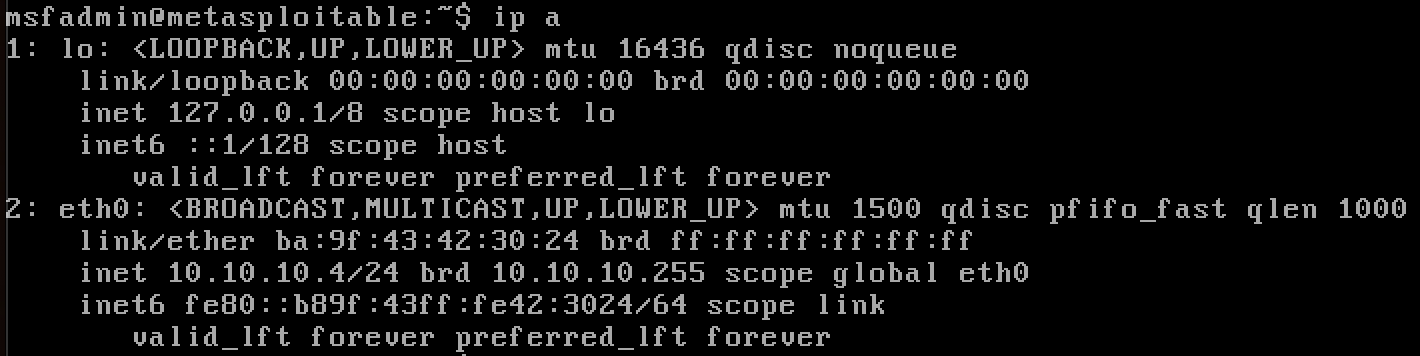 msfadmin@metasploitable:~$ ip a
1: lo: <LOOPBACK,UP,LOWER_UP> mtu 16436 qdisc noqueue
    link/loopback 00:00:00:00:00:00 brd 00:00:00:00:00:00
    inet 127.0.0.1/8 scope host lo
    inet6 ::1/128 scope host
       valid_lft forever preferred_lft forever
2: eth0: <BROADCAST,MULTICAST,UP,LOWER_UP> mtu 1500 qdisc pfifo_fast qlen 1000
    link/ether ba:9f:43:42:30:24 brd ff:ff:ff:ff:ff:ff
    inet 10.10.10.4/24 brd 10.10.10.255 scope global eth0
    inet6 fe80::b89f:43ff:fe42:3024/64 scope link
       valid_lft forever preferred_lft forever